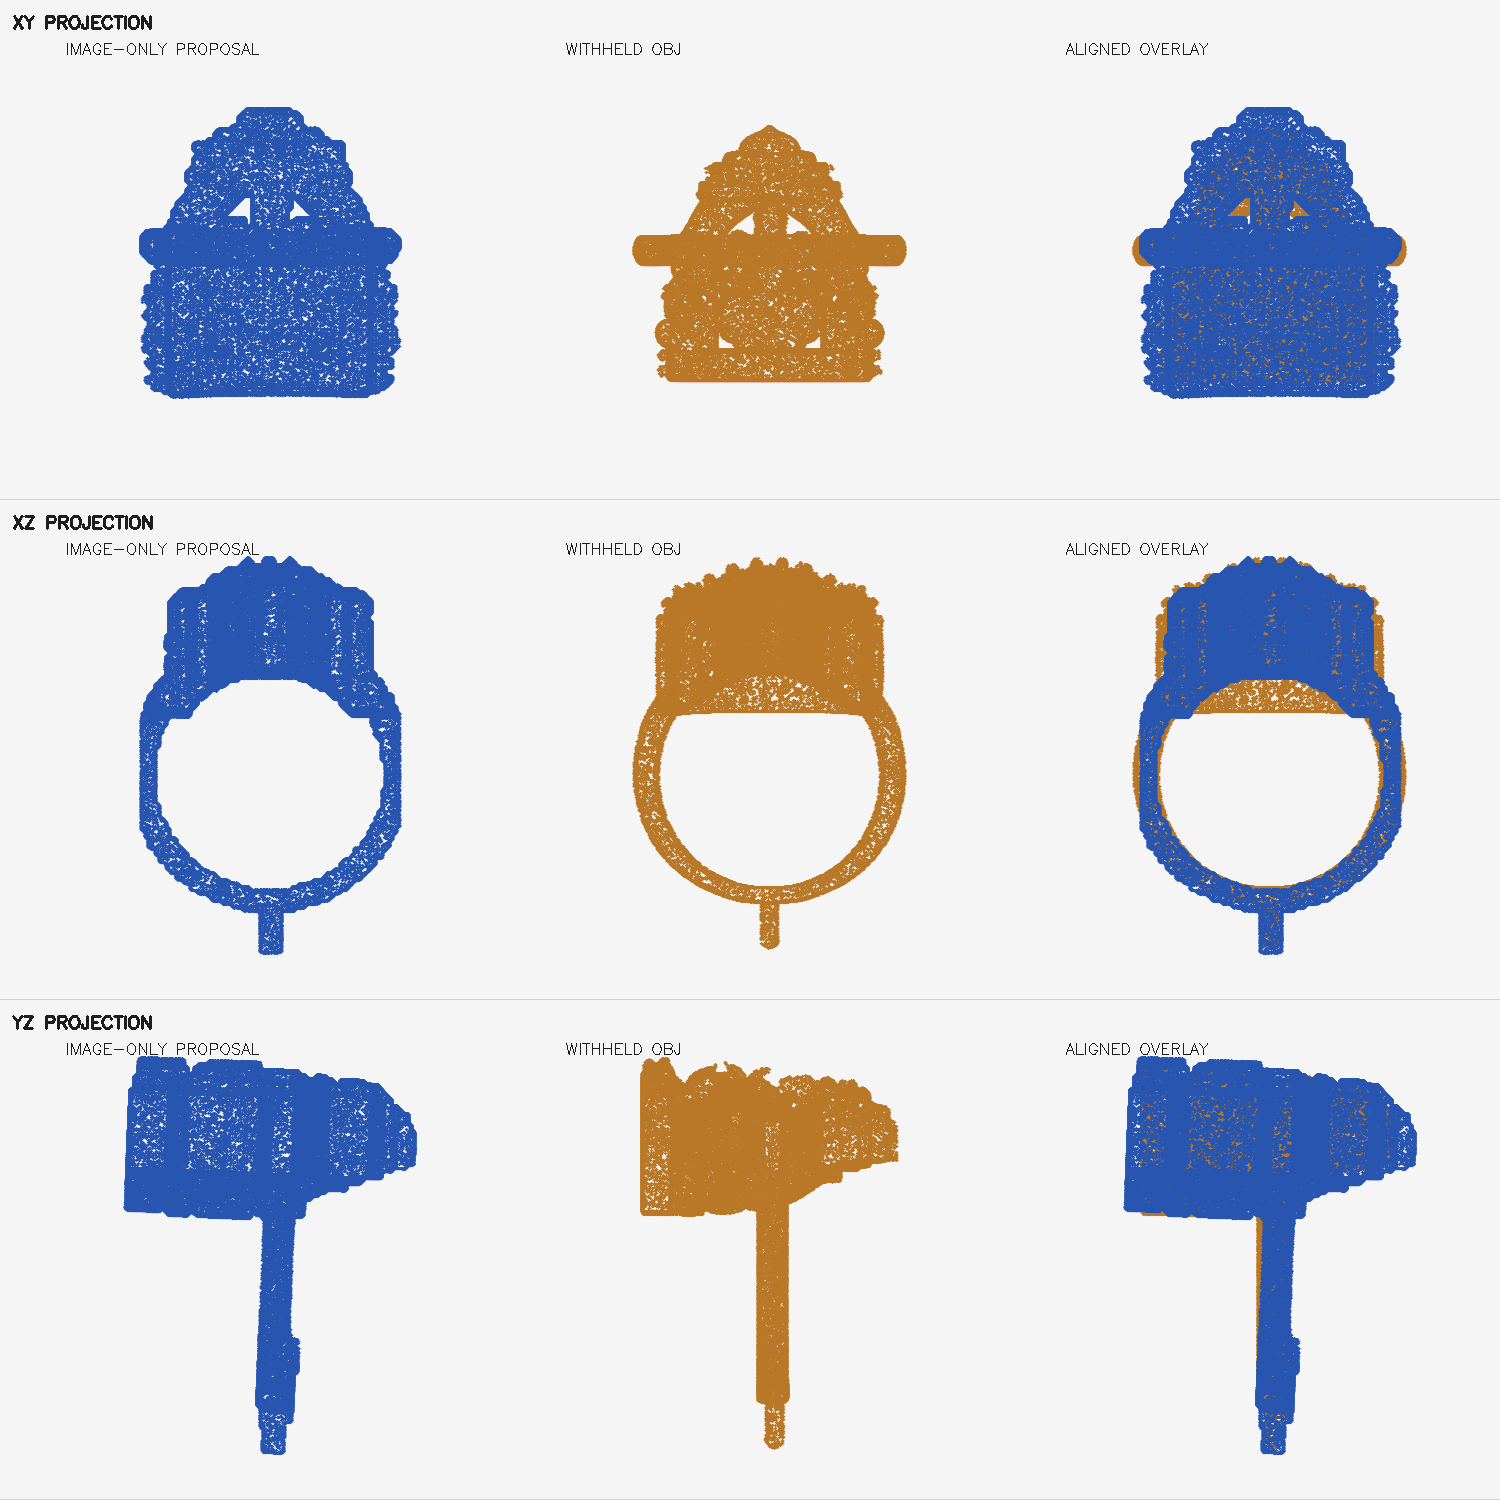 XY PROJECTION
IMAGE-ONLY PROPOSAL
WITHHELD OBJ
ALIGNED OVERLAY
XZ PROJECTION
IMAGE-ONLY PROPOSAL
WITHHELD OBJ
ALIGNED OVERLAY
YZ PROJECTION
IMAGE-ONLY PROPOSAL
WITHHELD OBJ
ALIGNED OVERLAY